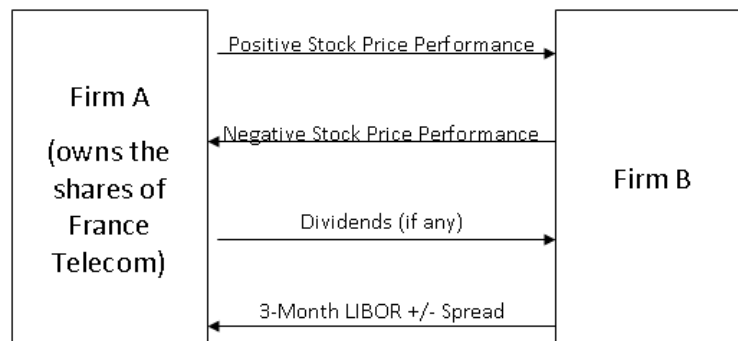 Firm A
(owns the
shares of
France
Telecom)
Positive Stock Price Performance
Negative Stock Price Performance
Dividends (if any)
3-Month LIBOR +/- Spread
Firm B